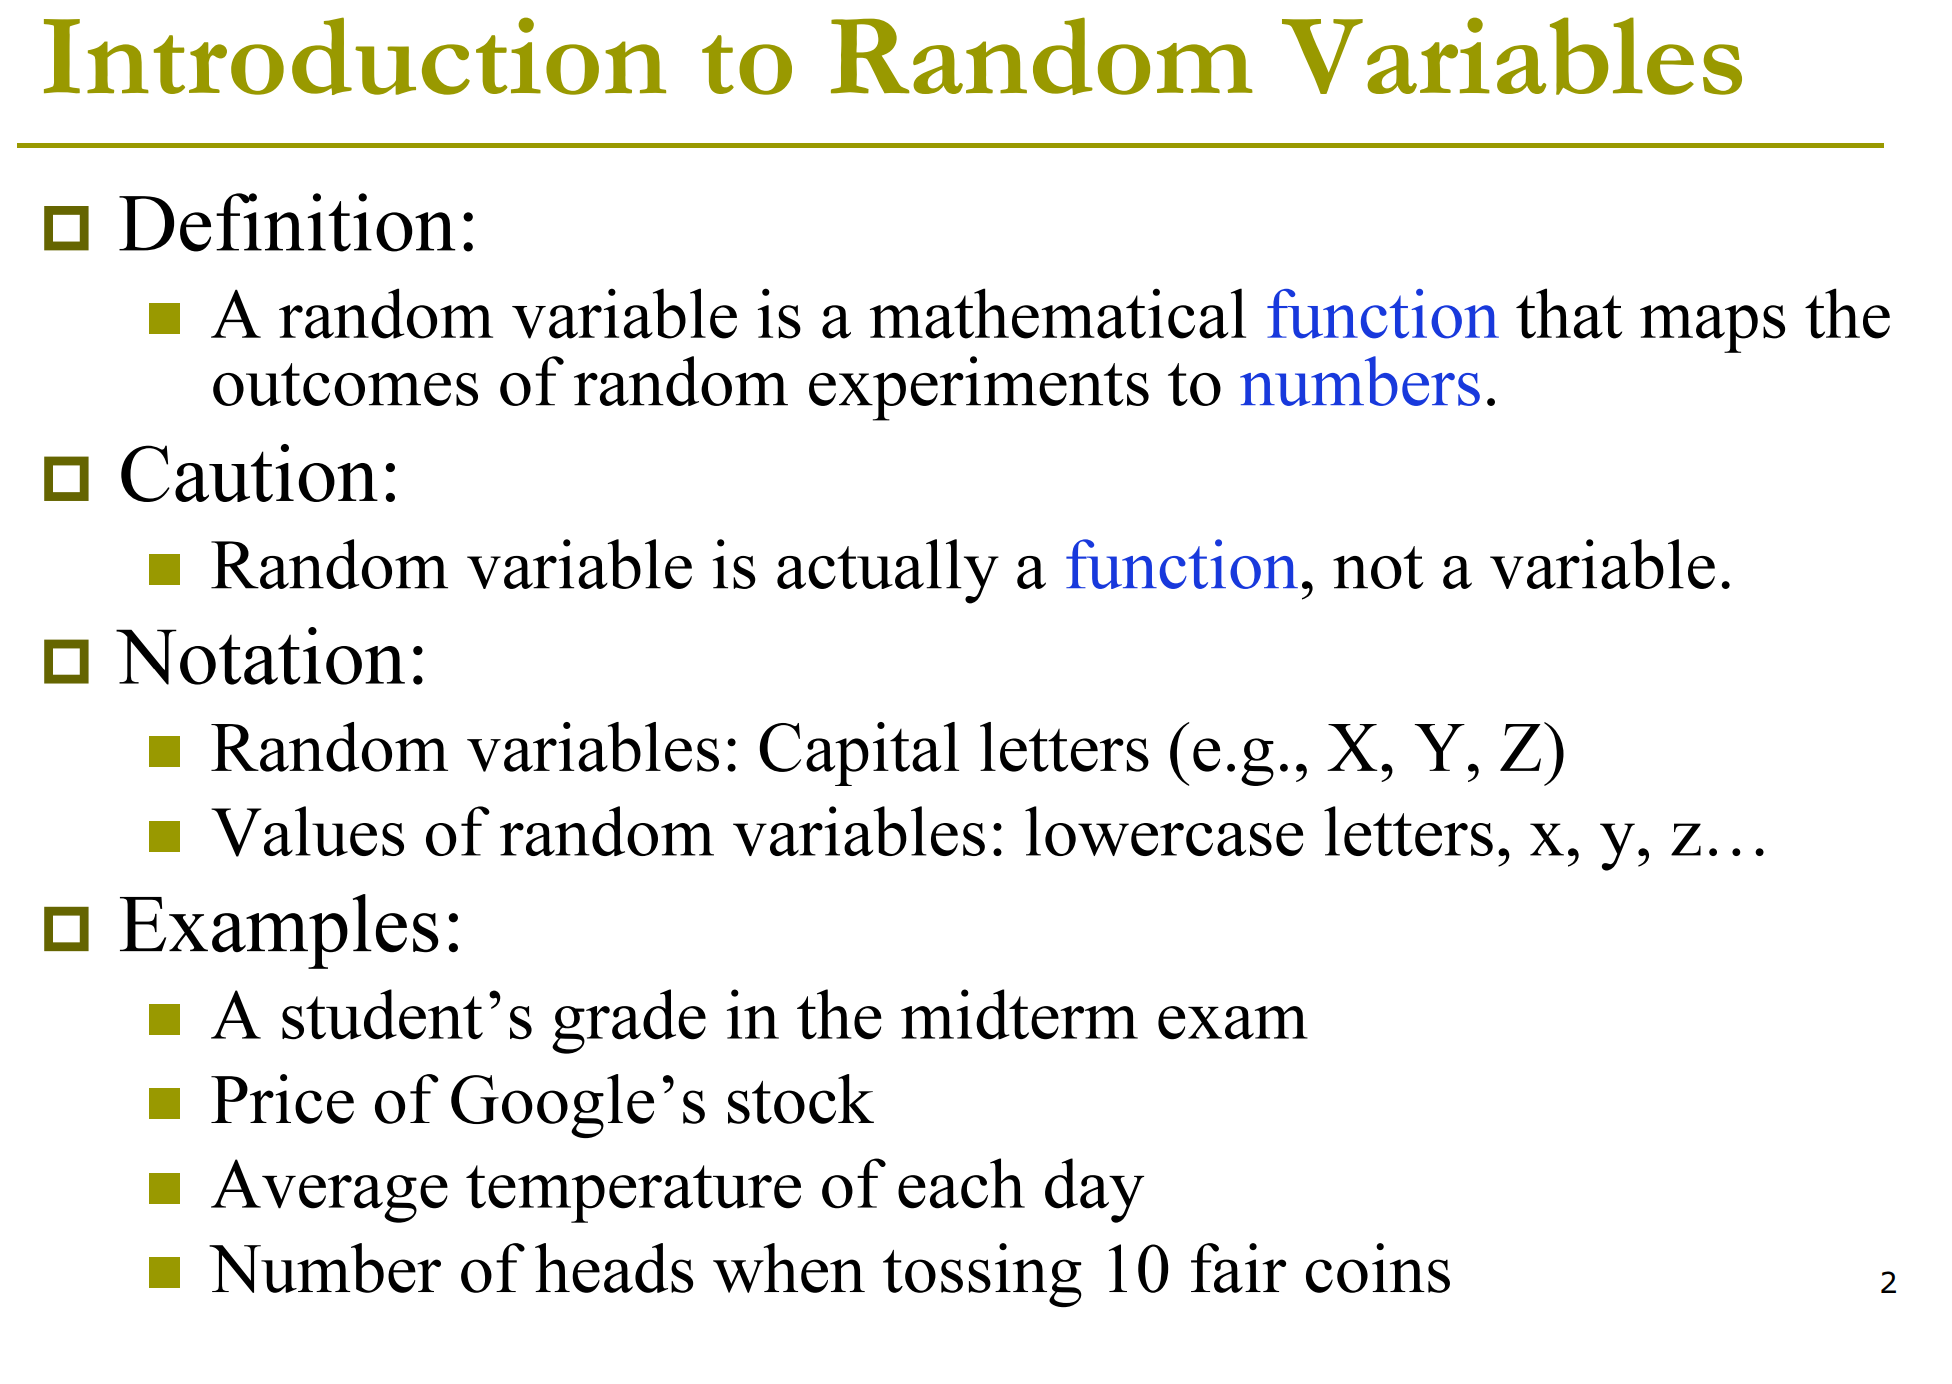 Introduction to Random Variables
Definition:
A random variable is a mathematical function that maps the
outcomes of random experiments to numbers.
Caution:
Random variable is actually a function, not a variable.
Notation:
Random variables: Capital letters (e.g., X, Y, Z)
Values of random variables: lowercase letters, x, y, z…
Examples:
A student’s grade in the midterm exam
Price of Google’s stock
Average temperature of each day
Number of heads when tossing 10 fair coins
2